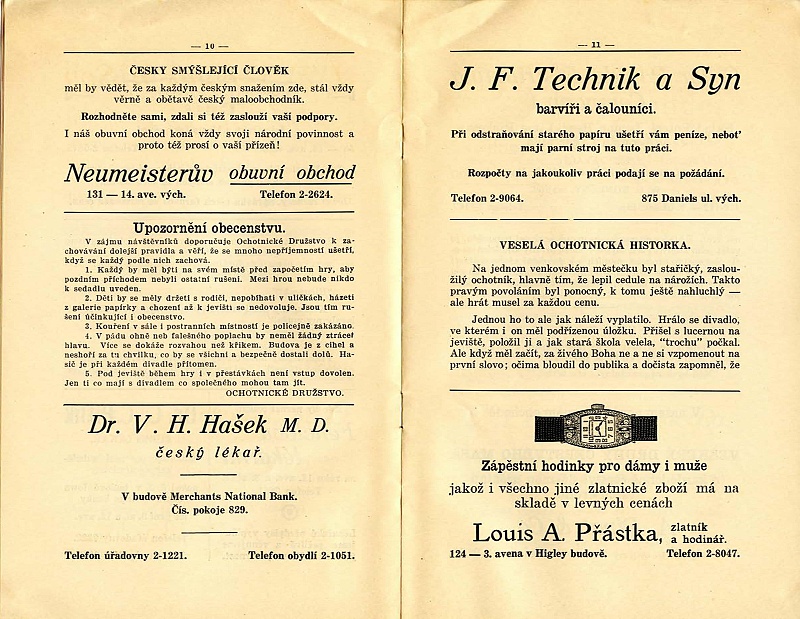 — 10 —
ČESKY SMÝŠLEJÍCÍ ČLOVĚK
měl by vědět, že za každým českým snažením zde, stál vždy
věrně a obětavě český maloobchodník.
Rozhodněte sami, zdali si též zaslouží vaší podpory.
I náš obuvní obchod koná vždy svoji národní povinnost a
proto též prosí o vaší přízeň!
Neumeisterův obuvní obchod
131 — 14. ave. vých. Telefon 2-2624.
Upozornění obecenstvu.
V zájmu návštěvníků doporučuje Ochotnické Družstvo k za-
chovávání dolejší pravidla a věří, že se mnoho nepříjemností ušetří,
když se každý podle nich zachová.
1. Každý by měl býti na svém místě před započetím hry, aby
pozdním příchodem nebyli ostatní rušení. Mezi hrou nebude nikdo
k sedadlu uveden.
2. Děti by se měly držeti s rodiči, nepobíhati v uličkách, házeti
z galerie papírky a chození až k jevišti se nedovoluje. Jsou tím ru-
šení účinkující i obecenstvo.
3. Kouření v sále i postranních místností je policejně zakázáno.
4. V pádu ohně neb falešného poplachu by neměl žádný ztráceť
hlavu. Více se dokáže rozvahou než křikem. Budova je z cihel a
neshoří za tu chvilku, co by se všichni a bezpečně dostali dolů. Ha-
sič je při každém divadle přítomen.
5. Pod jeviště během hry i v přestávkách není vstup dovolen.
Jen ti co mají s divadlem co společného mohou tam jít.
OCHOTNICKÉ DRUŽSTVO.
Dr. V. H. Hašek M. D.
český lékař.
V budově Merchants National Bank.
Čís. pokoje 829.
Telefon úřadovny 2-1221. Telefon obydlí 2-1051.
— 11 —
J. F. Technik a Syn
barvíři a čalouníci.
Při odstraňování starého papíru ušetří vám peníze, neboť
mají parní stroj na tuto práci.
Rozpočty na jakoukoliv práci podají se na požádání.
Telefon 2-9064. 875 Daniels ul. vých.
VESELÁ OCHOTNICKÁ HISTORKA.
Na jednom venkovském městečku byl stařičký, zaslou-
žilý ochotník, hlavně tím, že lepil cedule na nárožích. Takto
pravým povoláním byl ponocný, k tomu ještě nahluchlý —
ale hrát musel za každou cenu.
Jednou ho to ale jak náleží vyplatilo. Hrálo se divadlo,
ve kterém i on měl podřízenou úložku. Přišel s lucernou na
jeviště, položil ji a jak stará škola velela, "trochu" počkal.
Ale když měl začít, za živého Boha ne a ne si vzpomenout na
první slovo; očima bloudil do publika a dočista zapomněl, že
Zápěstní hodinky pro dámy i muže
jakož i všechno jiné zlatnické zboží má na
skladě v levných cenách
Louis A. Přástka, zlatník
a hodinář.
124 — 3. avena v Higley budově. Telefon 2-8047.